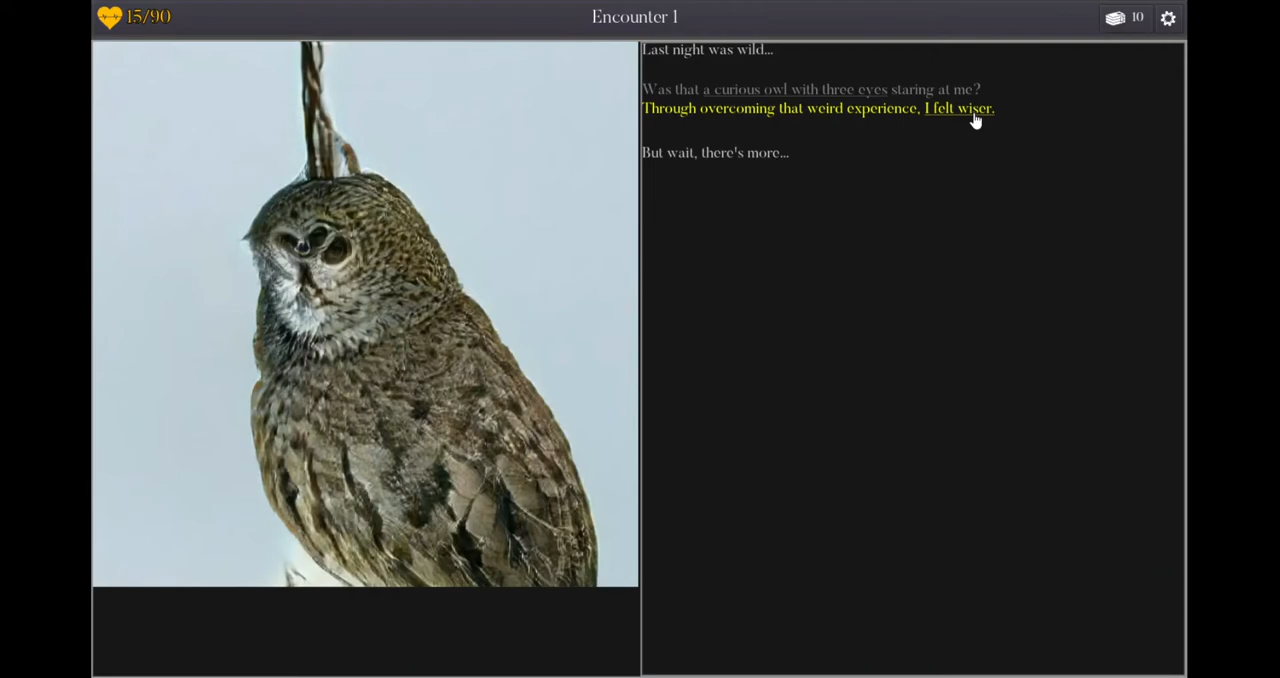 15/90
Encounter 1
10
Last night was wild...
Was that a curious owl with three eyes staring at me?
Through overcoming that weird experience, I felt wiser.
But wait, there's more...